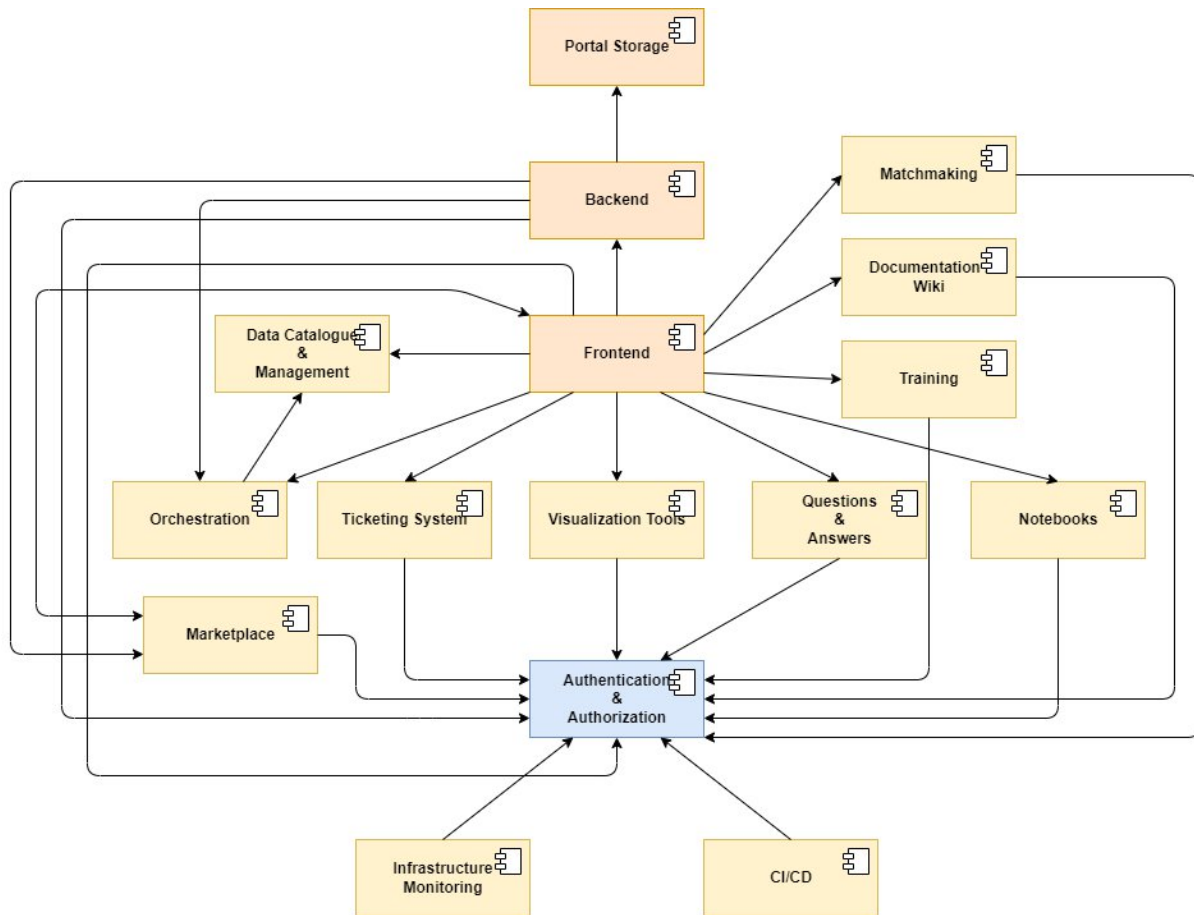 Portal Storage
Backend
Matchmaking
Documentation
Wiki
Data Catalogue
&
Management
Frontend
Training
Orchestration
Ticketing System
Visualization Tools
Questions
&
Answers
Notebooks
Marketplace
Authentication
&
Authorization
Infrastructure
Monitoring
CI/CD